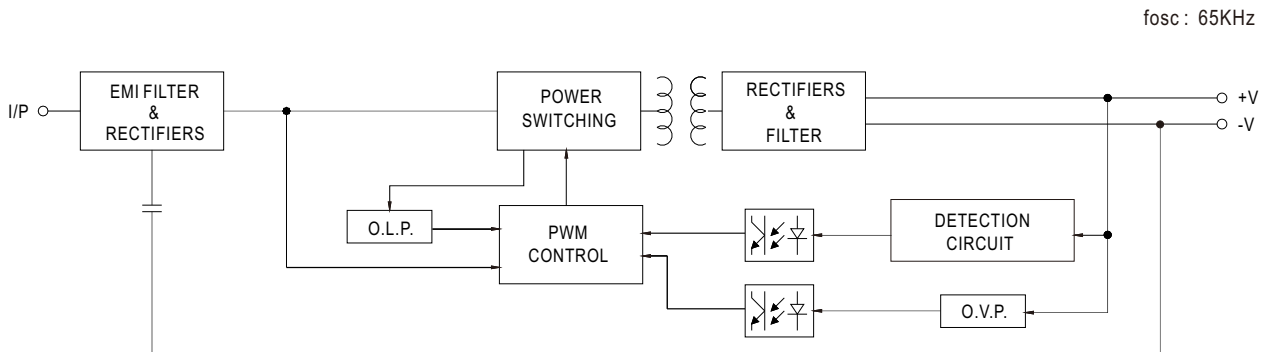 fosc : 65KHz
I/P
EMI FILTER
&
RECTIFIERS
POWER
SWITCHING
RECTIFIERS
&
FILTER
+V
-V
O.L.P.
PWM
CONTROL
DETECTION
CIRCUIT
O.V.P.